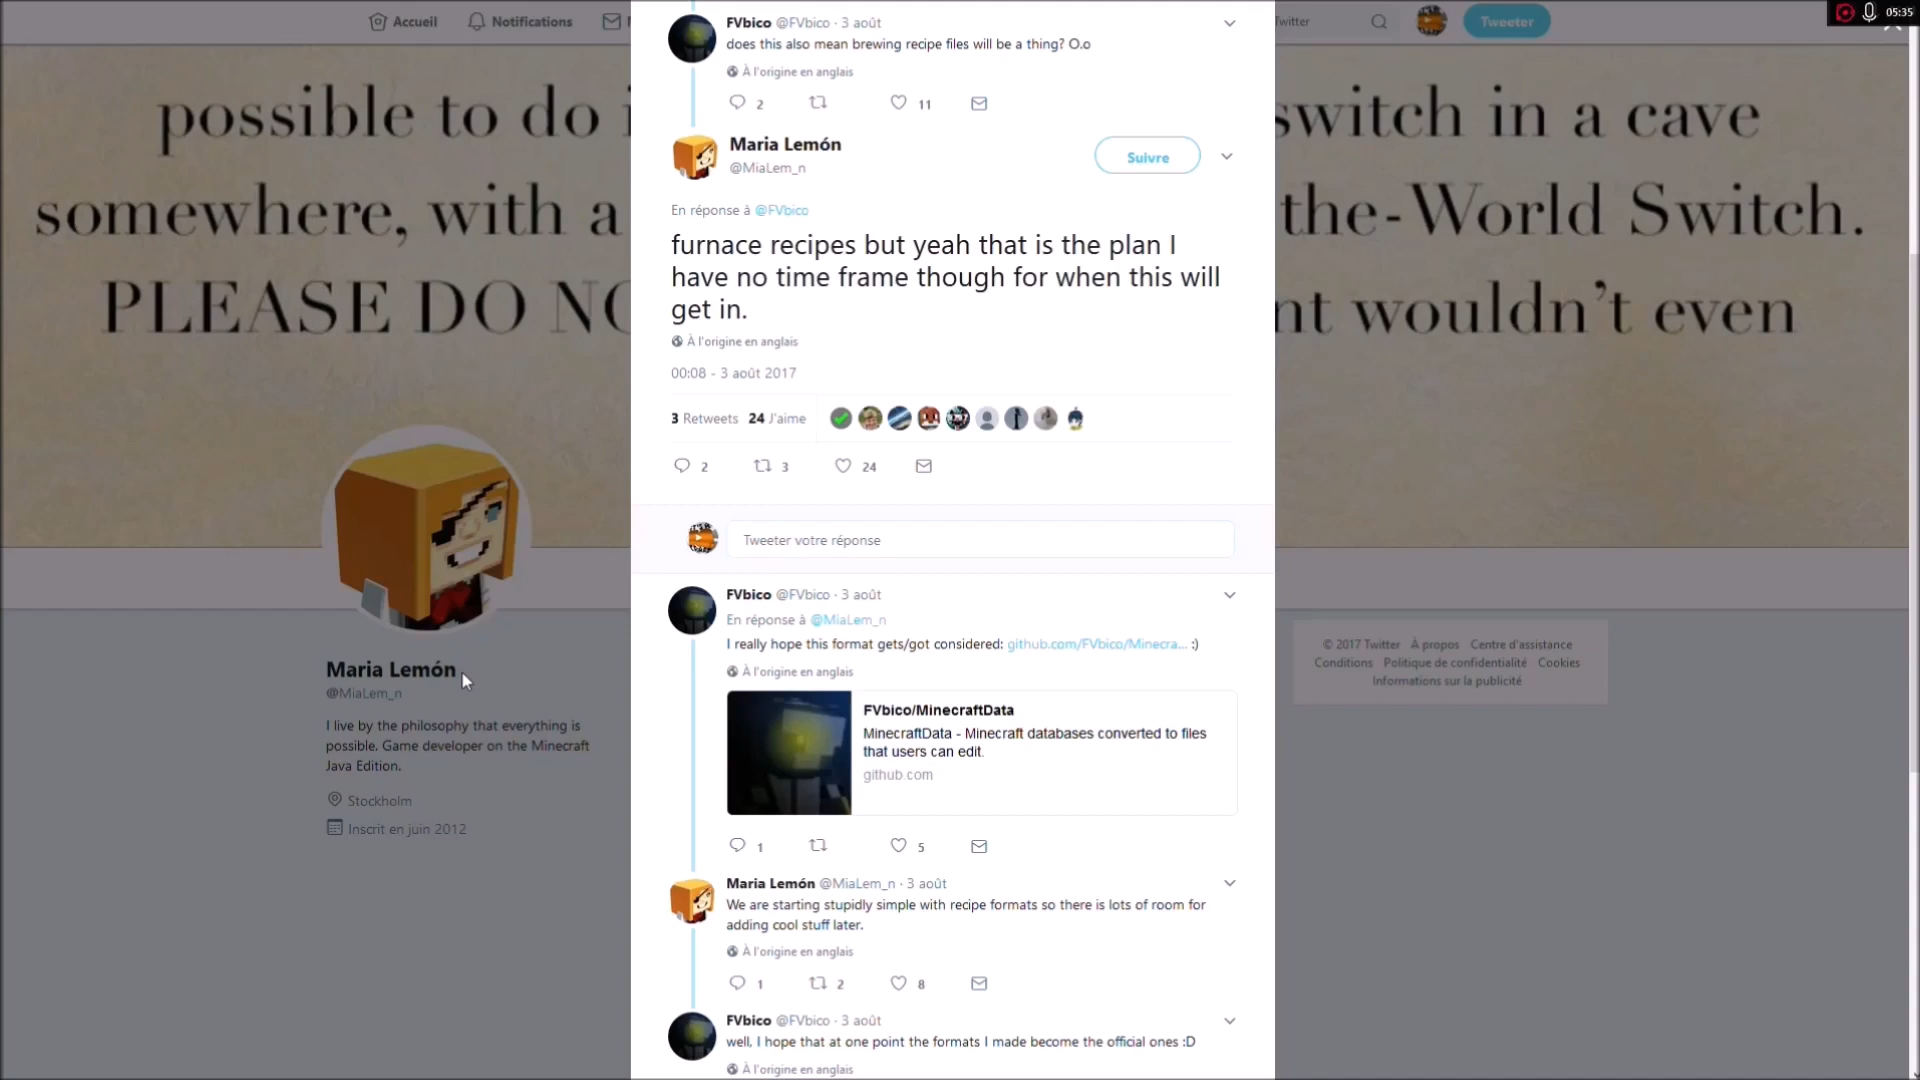 Accueil
Notifications
Twitter
Tweeter
05:35
possible to do i
switch in a cave
somewhere, with a
the-World Switch.
PLEASE DO NO
nt wouldn't even
FVbico @FVbico · 3 août
does this also mean brewing recipe files will be a thing? O.o
À l'origine en anglais
2
11
Maria Lemón
@MiaLem_n
Suivre
En réponse à @FVbico
furnace recipes but yeah that is the plan I
have no time frame though for when this will
get in.
À l'origine en anglais
00:08 - 3 août 2017
3 Retweets 24 J'aime
2 3 24
Tweeter votre réponse
FVbico @FVbico · 3 août
En réponse à @MiaLem_n
I really hope this format gets/got considered: github.com/FVbico/Minecra... :)
À l'origine en anglais
FVbico/MinecraftData
MinecraftData - Minecraft databases converted to files
that users can edit.
github.com
1 5
Maria Lemón @MiaLem_n · 3 août
We are starting stupidly simple with recipe formats so there is lots of room for
adding cool stuff later.
À l'origine en anglais
1 2 8
FVbico @FVbico · 3 août
well, I hope that at one point the formats I made become the official ones :D
À l'origine en anglais
Maria Lemón
@MiaLem_n
I live by the philosophy that everything is
possible. Game developer on the Minecraft
Java Edition.
Stockholm
Inscrit en juin 2012
© 2017 Twitter À propos Centre d'assistance
Conditions Politique de confidentialité Cookies
Informations sur la publicité